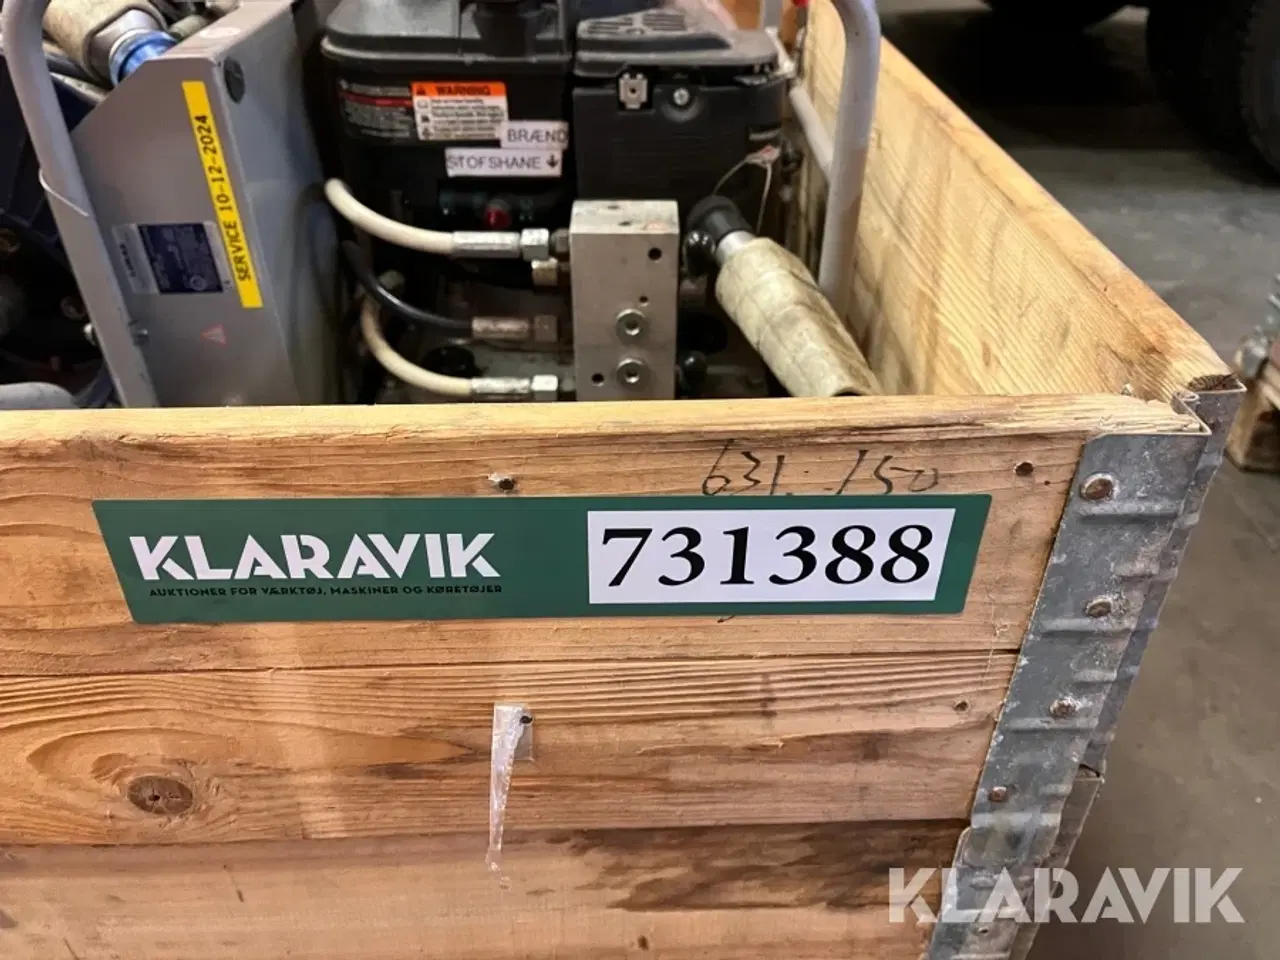 WARNING
BRÆND
STOFSHANE
SERVICE 10-12-2024
631.-150
KLARAVIK
AUKTIONER FOR VÆRKTØJ, MASKINER OG KØRETØJER
731388
KLARAVIK